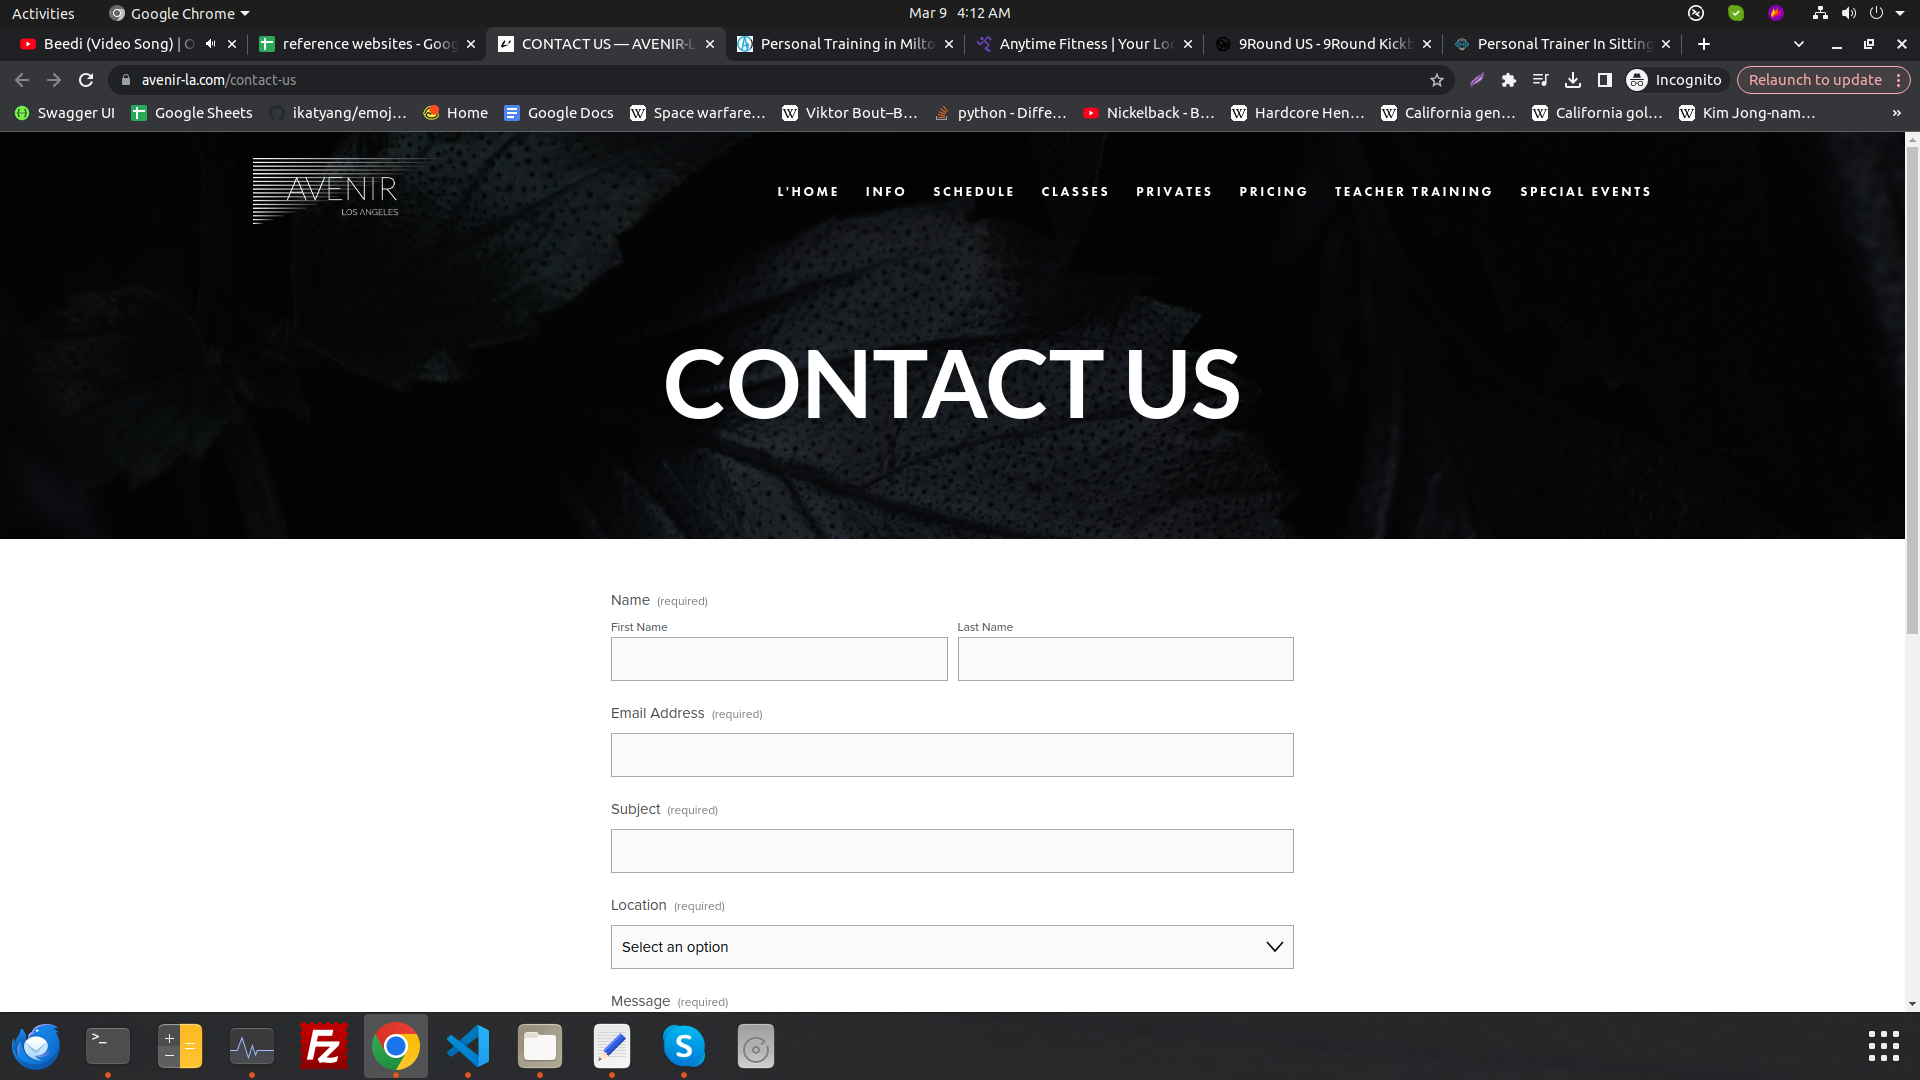 Activities Google Chrome Mar 9 4:12 AM
Beedi (Video Song) | O reference websites - Goog CONTACT US — AVENIR-L Personal Training in Milto Anytime Fitness | Your Loc 9Round US - 9Round Kickb Personal Trainer In Sitting
avenir-la.com/contact-us Incognito Relaunch to update
Swagger UI Google Sheets ikatyang/emoj… Home Google Docs Space warfare… Viktor Bout–B… python - Diffe… Nickelback - B… Hardcore Hen… California gen… California gol… Kim Jong-nam… »
AVENIR
LOS ANGELES
L'HOME INFO SCHEDULE CLASSES PRIVATES PRICING TEACHER TRAINING SPECIAL EVENTS
CONTACT US
Name (required)
First Name Last Name
Email Address (required)
Subject (required)
Location (required)
Select an option
Message (required)